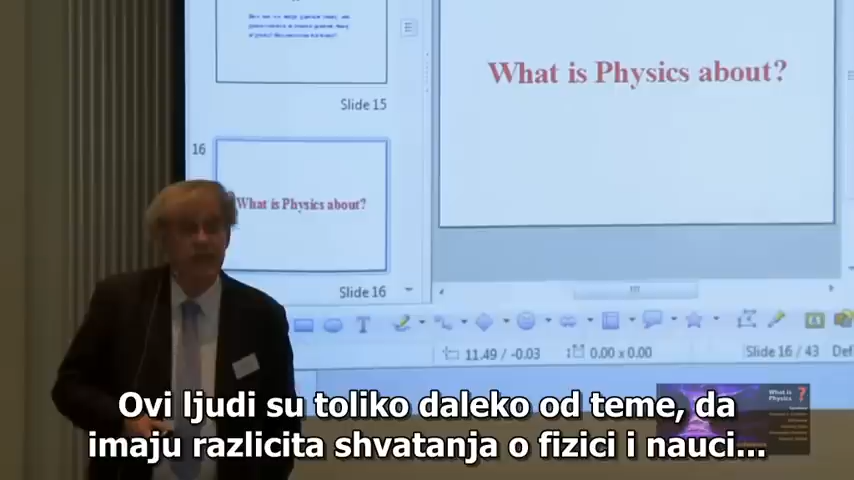 Slide 15
What is Physics about?
16
What is Physics about?
Slide 16
11.49 / -0.03
0.00 x 0.00
Slide 16 / 43
Def
What is
Physics
?
Ovi ljudi su toliko daleko od teme, da
imaju razlicita shvatanja o fizici i nauci...